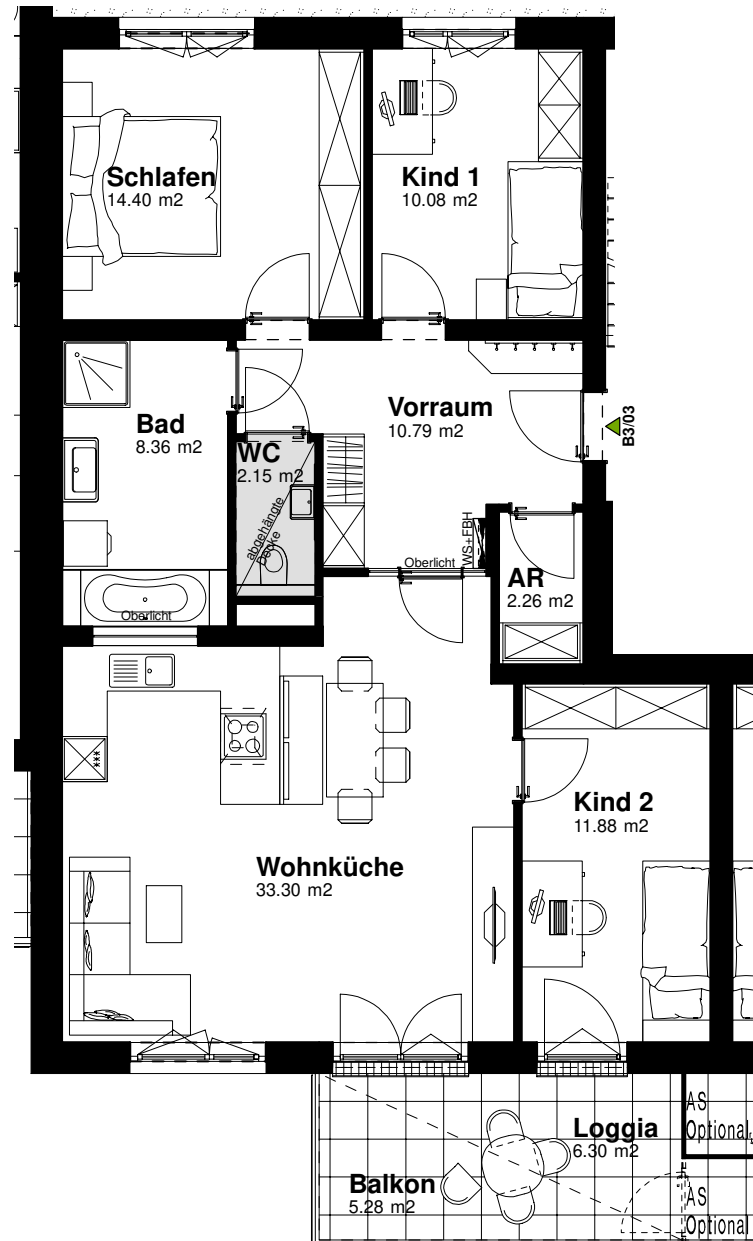 Schlafen
14.40 m2
Kind 1
10.08 m2
Bad
8.36 m2
Vorraum
10.79 m2
B3/03
WC
2.15 m2
abgehängte
Decke
WS+FBH
Oberlicht
AR
2.26 m2
Oberlicht
Kind 2
11.88 m2
Wohnküche
33.30 m2
Loggia
6.30 m2
AS
Optional
Balkon
5.28 m2
AS
Optional